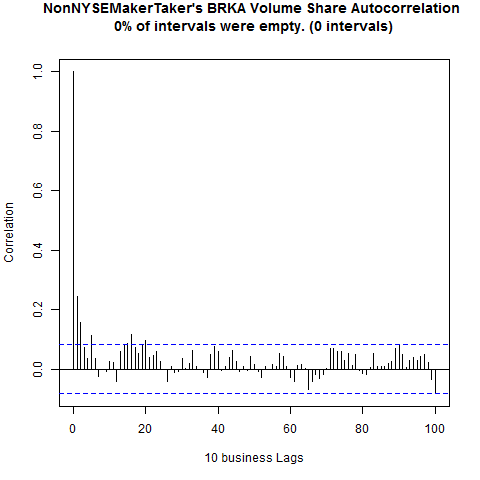 NonNYSEMakerTaker's BRKA Volume Share Autocorrelation
0% of intervals were empty. (0 intervals)
1.0
0.8
0.6
0.4
0.2
0.0
Correlation
0 20 40 60 80 100
10 business Lags